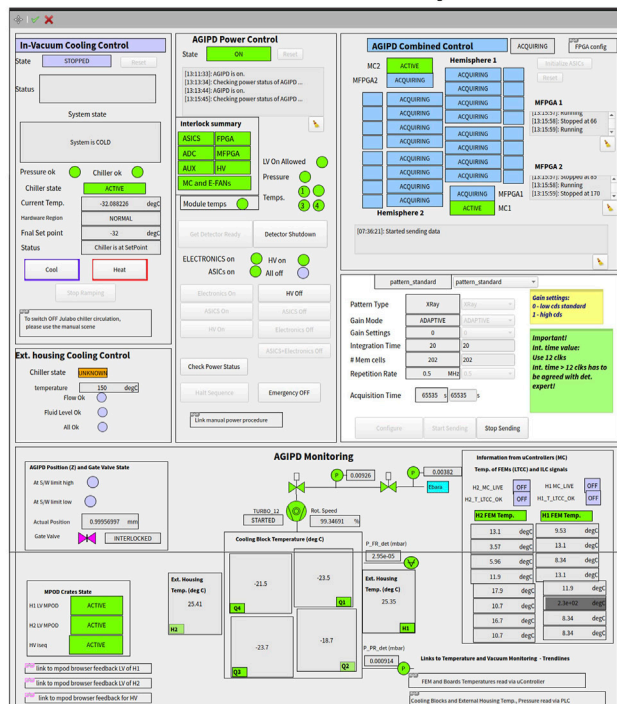 In-Vacuum Cooling Control
State STOPPED Reset
Status
System state
System is COLD
Pressure ok Chiller ok
Chiller state ACTIVE
Current Temp. -32.088226 degC
Hardware Region NORMAL
Fnal Set point -32 degC
Status Chiller is at SetPoint
Cool Heat
Stop Ramping
To switch OFF Julabo chiller circulation,
please use the manual scene
Ext. housing Cooling Control
Chiller state UNKNOWN
temperature 150 degC
Flow Ok
Fluid Level Ok
All Ok
AGIPD Power Control
State ON Reset
[13:11:33]: AGIPD is on.
[13:13:34]: Checking power status of AGIPD ...
[13:13:44]: AGIPD is on.
[13:15:45]: Checking power status of AGIPD ...
Interlock summary
ASICS FPGA
ADC MFPGA
AUX HV
MC and E-FANs
Module temps
LV On Allowed
Pressure
Temps.
1
3 4
Set Detector Ready Detector Shutdown
ELECTRONICS on HV on
ASICs on All off
Electronics On HV Off
ASICS On ASICS Off
HV On Electronics Off
ASICS+Electronics Off
Check Power Status
Halt Sequence Emergency OFF
Link manual power procedure
AGIPD Combined Control ACQUIRING FPGA config
Hemisphere 1
MC2 ACTIVE ACQUIRING Initialize ASICs
MFPGA2 ACQUIRING ACQUIRING Reset
ACQUIRING ACQUIRING
ACQUIRING ACQUIRING
ACQUIRING ACQUIRING
ACQUIRING ACQUIRING
ACQUIRING ACQUIRING
ACQUIRING ACQUIRING
ACQUIRING ACQUIRING MFPGA1
Hemisphere 2 ACTIVE MC1
MFPGA 1
[13:15:57]: Running
[13:15:58]: Stopped at 66
[13:15:59]: Running
MFPGA 2
[13:15:58]: Running
[13:15:59]: Stopped at 170
[07:36:21]: Started sending data
pattern_standard pattern_standard
Pattern Type XRay XRay
Gain Mode ADAPTIVE ADAPTIVE
Gain Settings 0 0
Integration Time 20 20
# Mem cells 202 202
Repetition Rate 0.5 MHz 0.5
Acquisition Time 65535 s 65535 s
Configure Start Sending Stop Sending
Gain settings:
0 - low cds standard
1 - high cds
Important!
Int. time value:
Use 12 clks
Int. time > 12 clks has to
be agreed with det.
expert!
AGIPD Monitoring
AGIPD Position (Z) and Gate Valve State
At S/W limit high
At S/W limit low
Actual Position 0.99956997 mm
Gate Valve INTERLOCKED
MPOD Crates State
H1 LV MPOD ACTIVE
H2 LV MPOD ACTIVE
HV iseq ACTIVE
link to mpod browser feedback LV of H1
link to mpod browser feedback LV of H2
link to mpod browser feedback for HV
P 0.00926 P 0.00382
Ebara
TURBO_12 Rot. Speed
STARTED 99.34691 %
Cooling Block Temperature (deg C)
-21.5 -23.5
Q4 Q1
-23.7 -18.7
Q3 Q2
Ext. Housing
Temp. (deg C)
25.41
H2
P_FR_det (mbar)
2.95e-05
Ext. Housing
Temp. (deg C)
25.35
H1
P_PR_det (mbar)
0.000914 P
Information from uControllers (MC)
Temp. of FEMs (LTCC) and ILC signals
H2_MC_LIVE OFF H1 MC_LIVE OFF
H2_T_LTCC_OK OFF H1_T_LTCC_OK OFF
H2 FEM Temp. H1 FEM Temp.
13.1 degC 9.53 degC
3.57 degC 13.1 degC
5.96 degC 8.34 degC
11.9 degC 13.1 degC
17.9 degC 11.9 degC
10.7 degC 2.3e+02 degC
16.7 degC 8.34 degC
10.7 degC 8.34 degC
Links to Temperature and Vacuum Monitoring - Trendlines
FEM and Boards Temperatures read via uController
Cooling Blocks and External Housing Temp., Pressure read via PLC